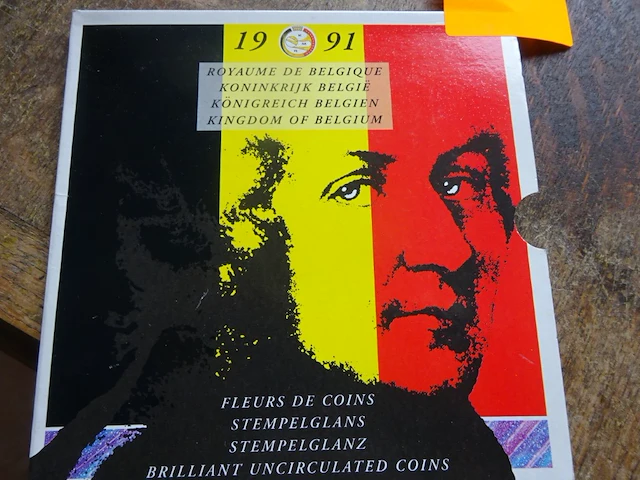 19 91
ROYAUME DE BELGIQUE
KONINKRIJK BELGIË
KÖNIGREICH BELGIEN
KINGDOM OF BELGIUM
FLEURS DE COINS
STEMPELGLANS
STEMPELGLANZ
BRILLIANT UNCIRCULATED COINS